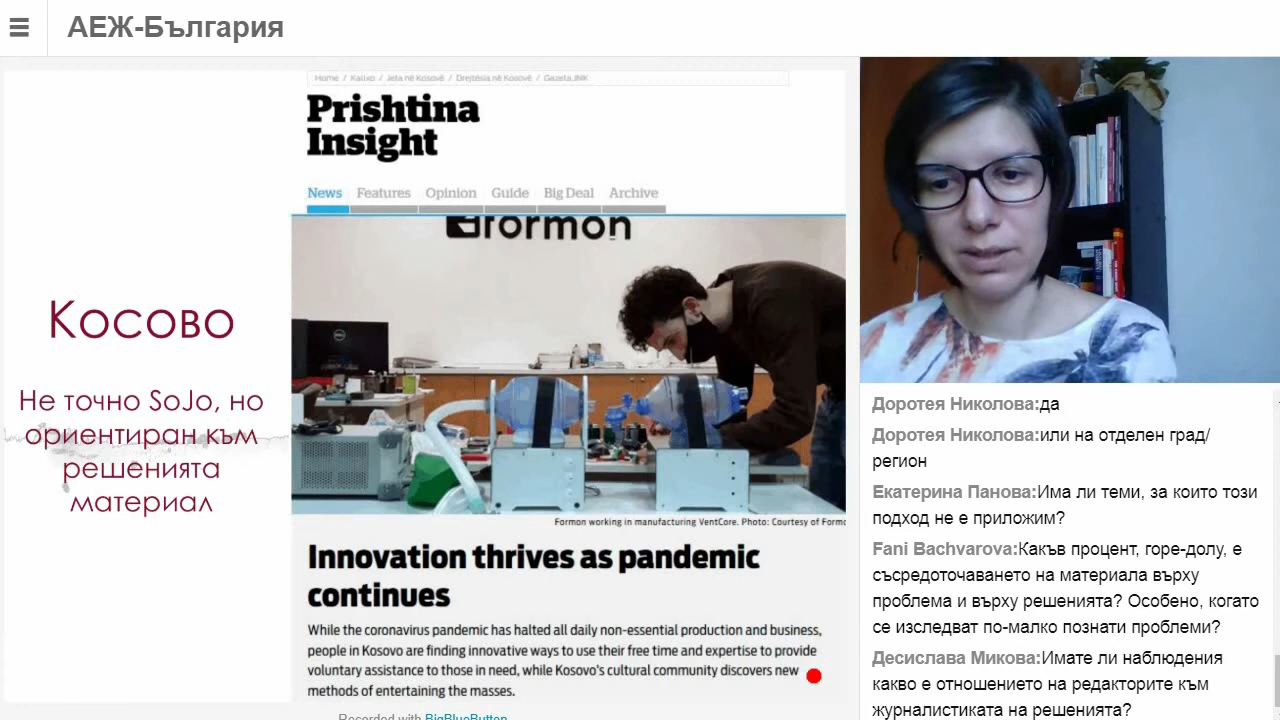 АЕЖ-България
Косово
Не точно SoJo, но
ориентиран към
решенията
материал
Home / Kallxo / Jeta në Kosovë / Drejtësia në Kosovë / Gazeta JNK
Prishtina
Insight
News Features Opinion Guide Big Deal Archive
formon
Formon working in manufacturing VentCore. Photo: Courtesy of Formo
Innovation thrives as pandemic
continues
While the coronavirus pandemic has halted all daily non-essential production and business,
people in Kosovo are finding innovative ways to use their free time and expertise to provide
voluntary assistance to those in need, while Kosovo's cultural community discovers new
methods of entertaining the masses.
Recorded with BigBlueButton
Доротея Николова:да
Доротея Николова:или на отделен град/
регион
Екатерина Панова:Има ли теми, за които този
подход не е приложим?
Fani Bachvarova:Какъв процент, горе-долу, е
съсредоточаването на материала върху
проблема и върху решенията? Особено, когато
се изследват по-малко познати проблеми?
Десислава Микова:Имате ли наблюдения
какво е отношението на редакторите към
журналистиката на решенията?